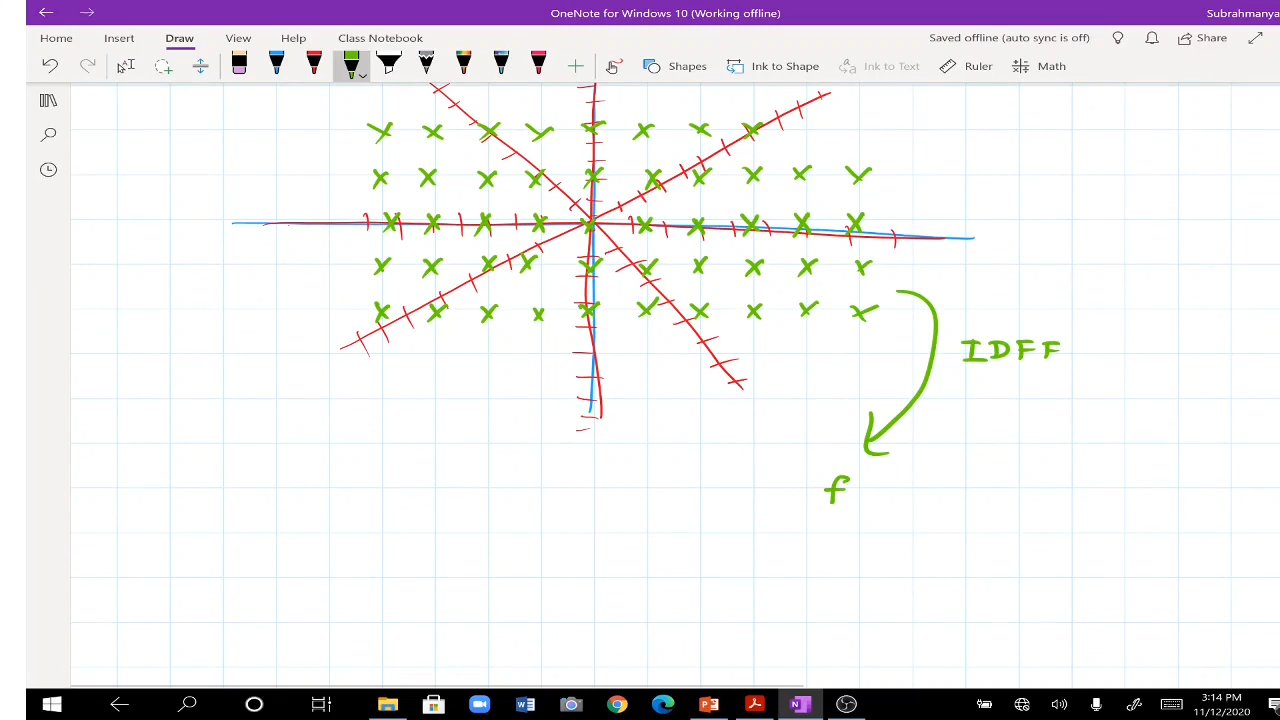 OneNote for Windows 10 (Working offline)
Subrahmanya
Home Insert Draw View Help Class Notebook
Saved offline (auto sync is off) Share
Shapes Ink to Shape Ink to Text Ruler Math
IDFF
f
3:14 PM
11/12/2020